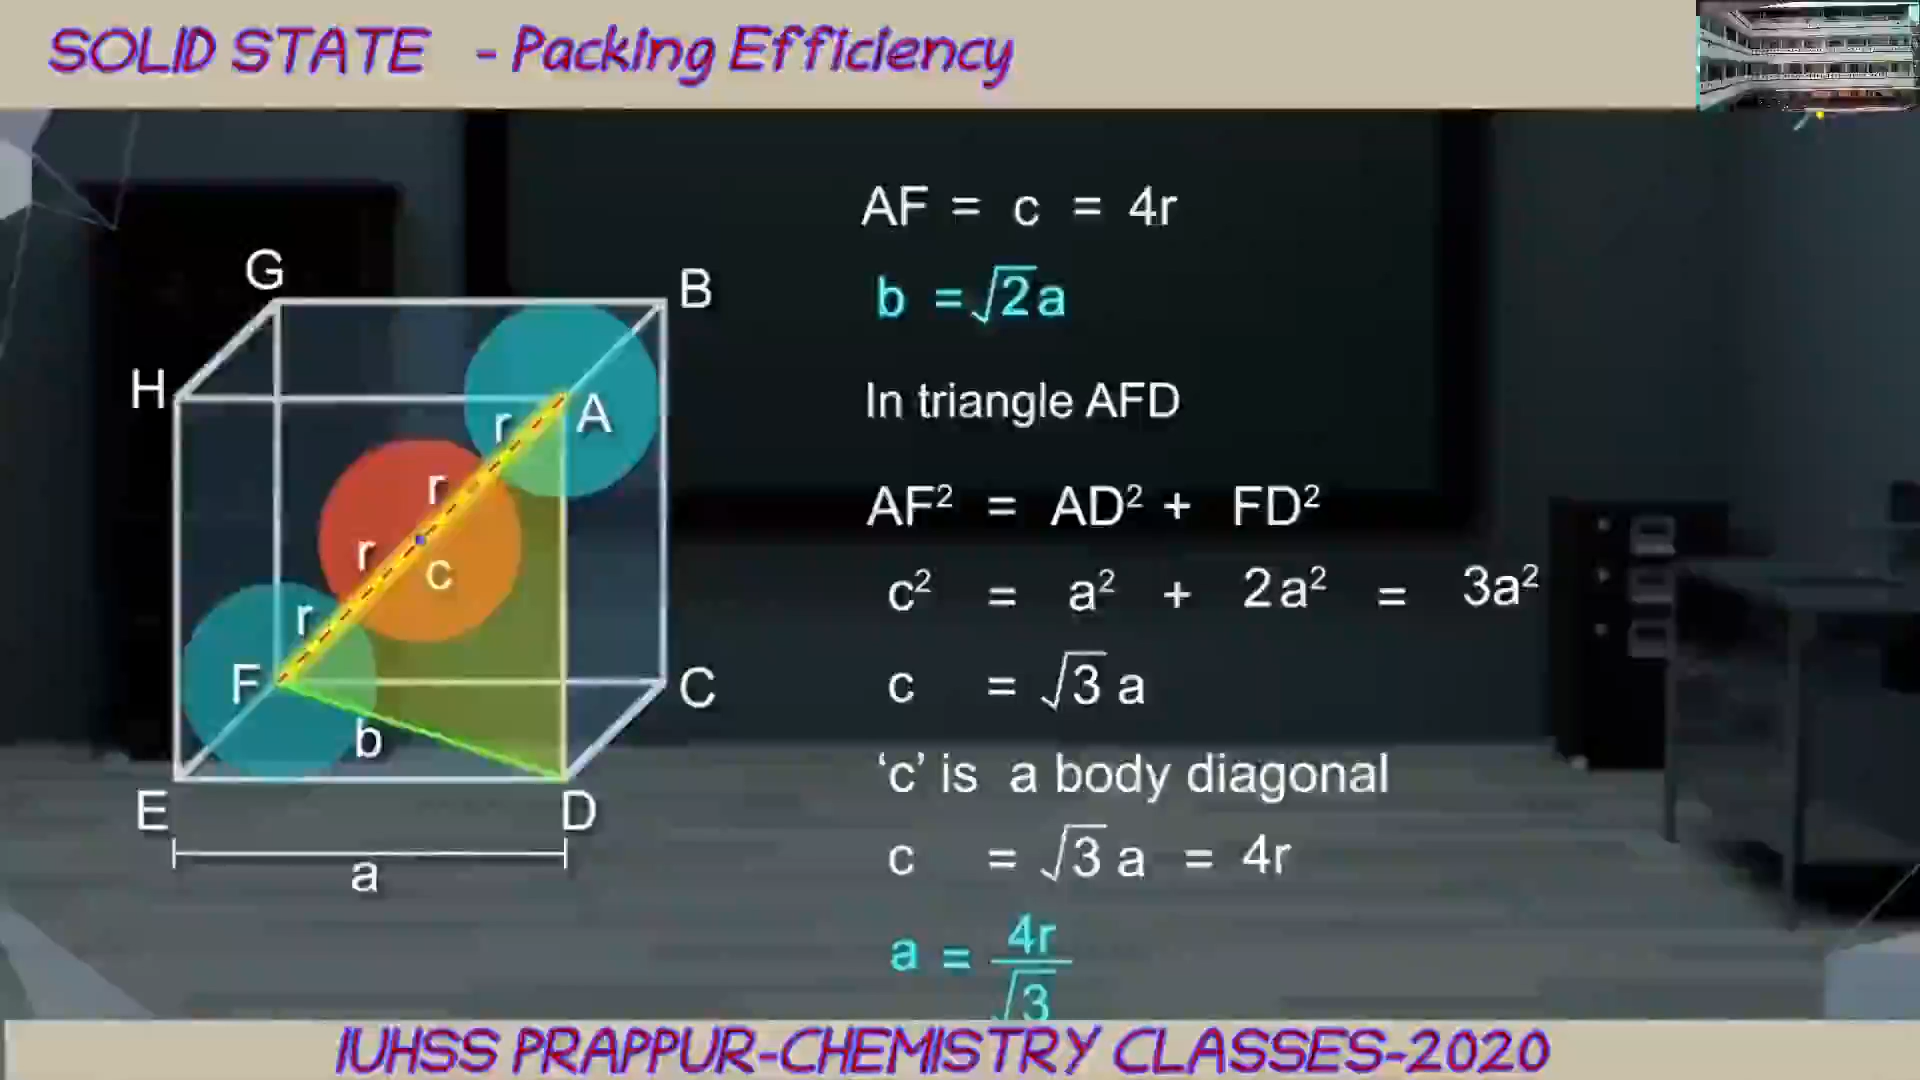 SOLID STATE - Packing Efficiency
AF = c = 4r
b = √2 a
In triangle AFD
AF² = AD² + FD²
c² = a² + 2a² = 3a²
c = √3 a
‘c’ is a body diagonal
c = √3 a = 4r
a = 4r/√3
G
B
H
A
r
r
r
c
r
F
C
b
E
D
a
IUHSS PRAPPUR-CHEMISTRY CLASSES-2020